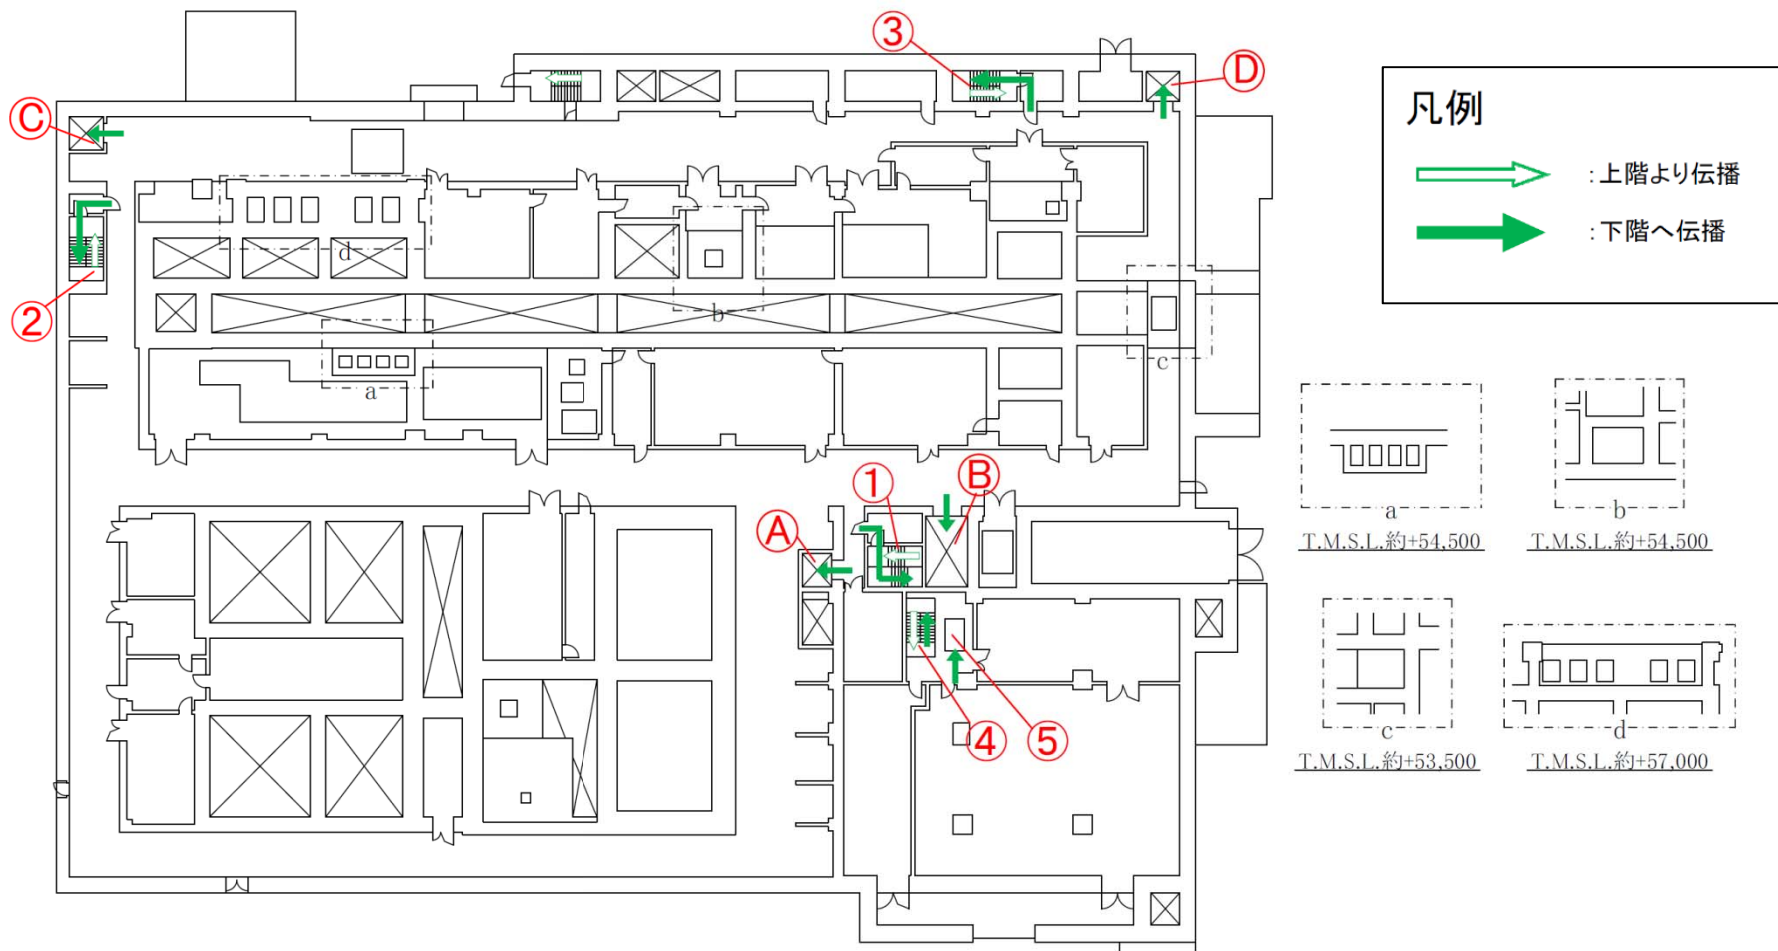 ③
D
C
凡例
：上階より伝播
：下階へ伝播
d
②
b
c
a
①
B
A
a
T.M.S.L.約+54,500
b
T.M.S.L.約+54,500
④
⑤
c
T.M.S.L.約+53,500
d
T.M.S.L.約+57,000